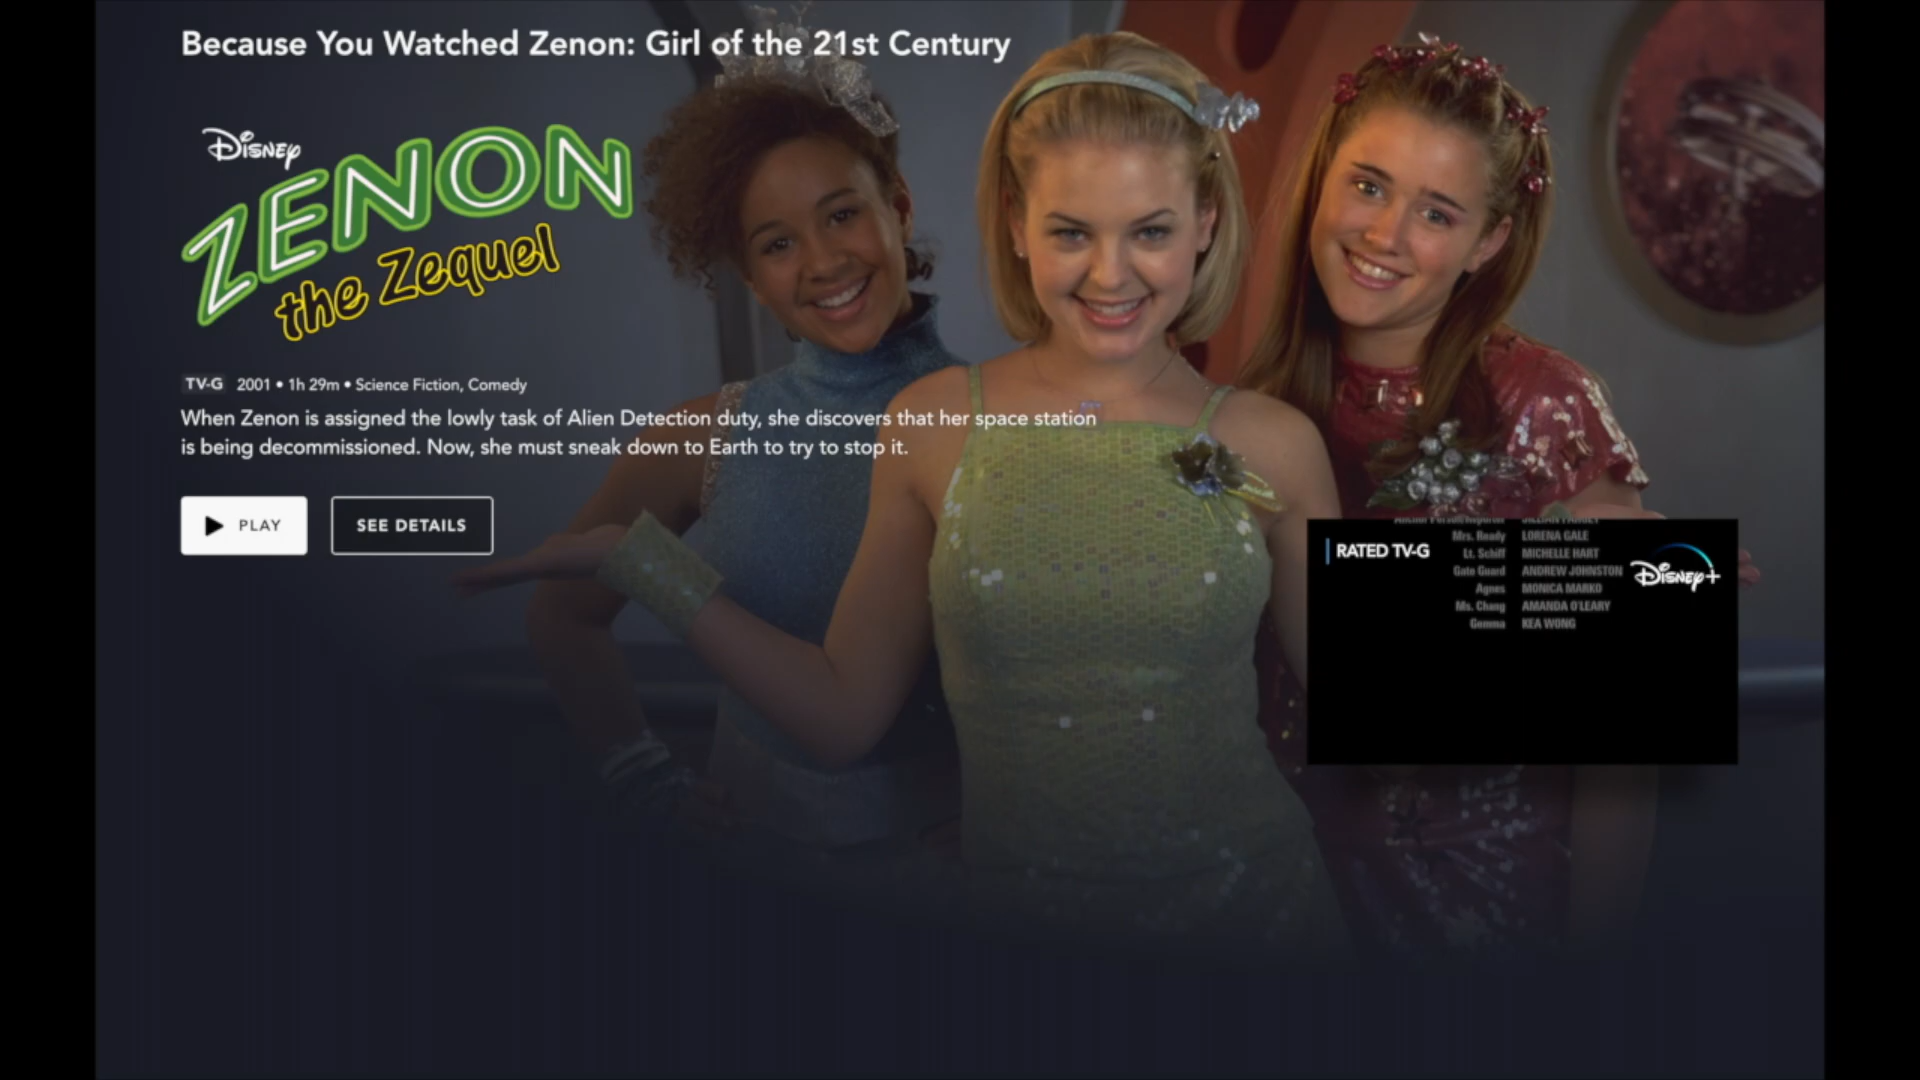 Because You Watched Zenon: Girl of the 21st Century
Disney
ZENON
the Zequel
TV-G 2001 • 1h 29m • Science Fiction, Comedy
When Zenon is assigned the lowly task of Alien Detection duty, she discovers that her space station
is being decommissioned. Now, she must sneak down to Earth to try to stop it.
PLAY
SEE DETAILS
RATED TV-G
Disney+
Mrs. Ready LORENA GALE
Lt. Schiff MICHELLE HART
Gate Guard ANDREW JOHNSTON
Agnes MONICA MARKO
Ms. Chang AMANDA O'LEARY
Gemma KEA WONG